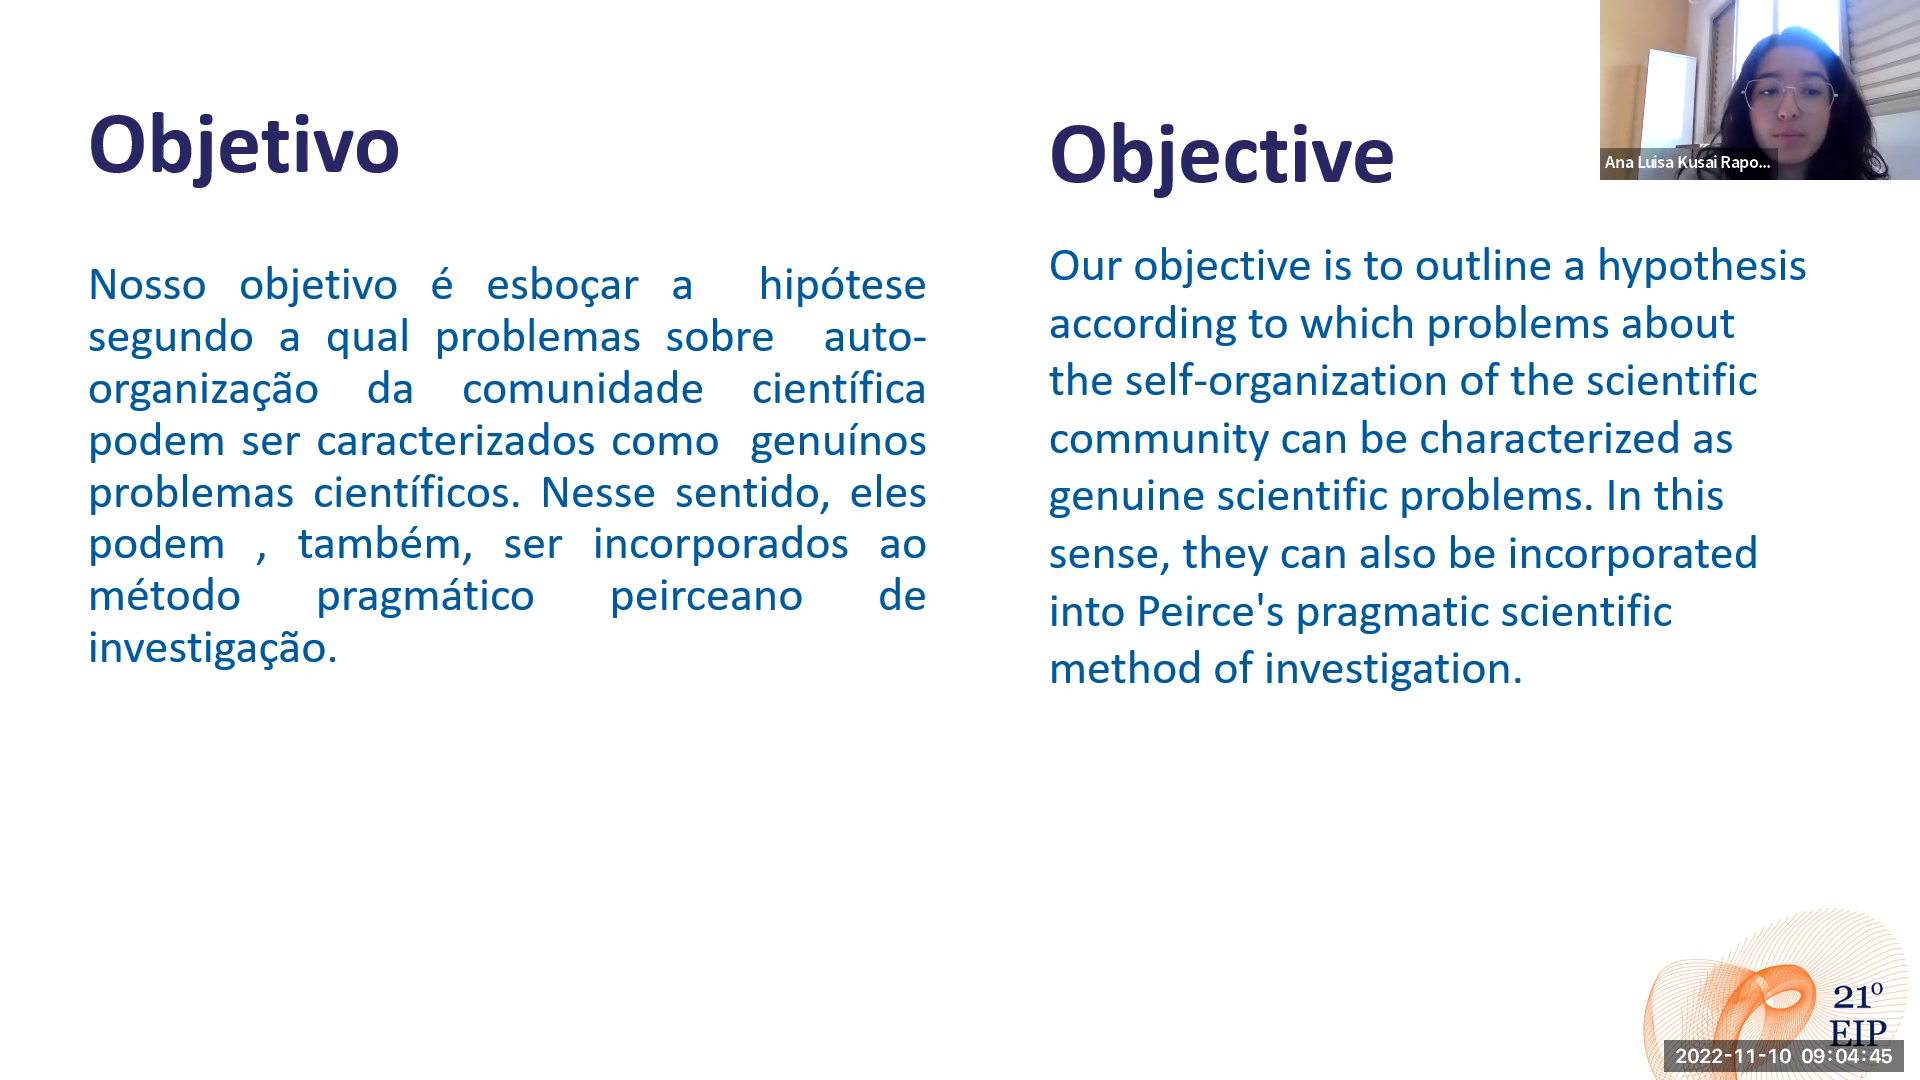 Objetivo
Nosso objetivo é esboçar a hipótese
segundo a qual problemas sobre auto-
organização da comunidade científica
podem ser caracterizados como genuínos
problemas científicos. Nesse sentido, eles
podem , também, ser incorporados ao
método pragmático peirceano de
investigação.
Objective
Our objective is to outline a hypothesis
according to which problems about
the self-organization of the scientific
community can be characterized as
genuine scientific problems. In this
sense, they can also be incorporated
into Peirce's pragmatic scientific
method of investigation.
Ana Luisa Kusai Rapo...
21º
EIP
2022-11-10 09:04:45